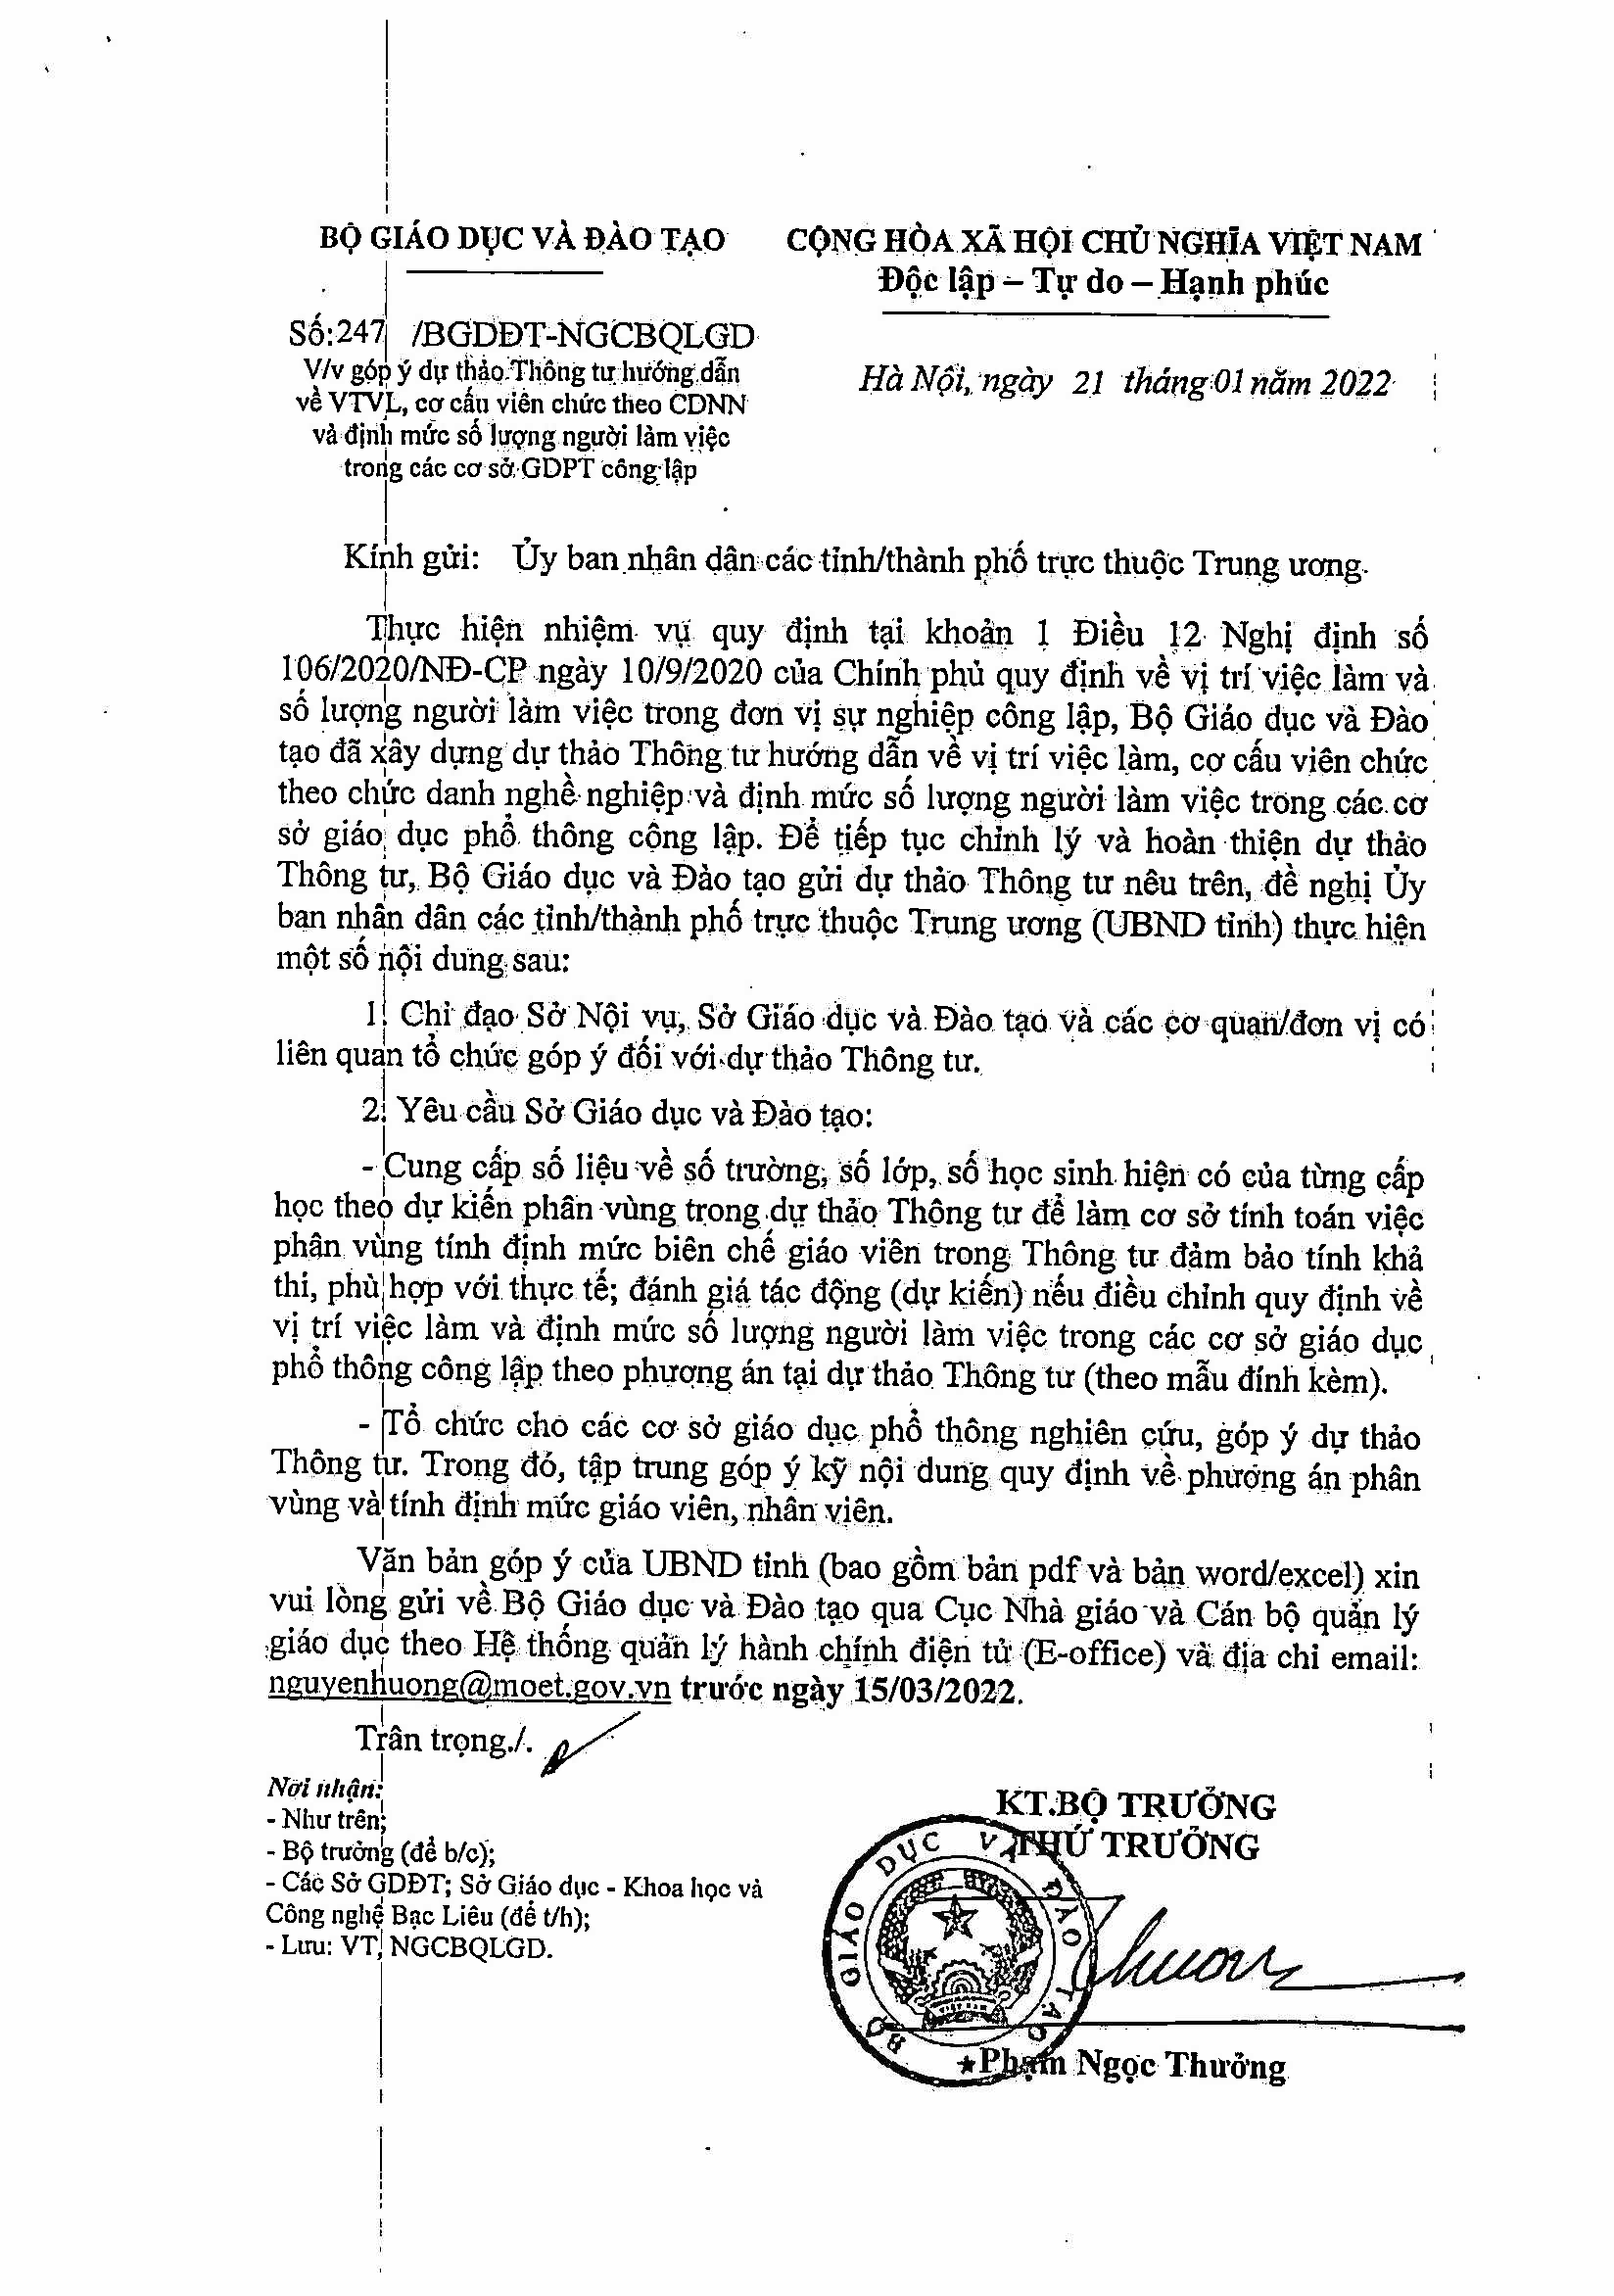 BỘ GIÁO DỤC VÀ ĐÀO TẠO
CỘNG HÒA XÃ HỘI CHỦ NGHĨA VIỆT NAM
Độc lập – Tự do – Hạnh phúc
Số:247 /BGDĐT-NGCBQLGD
V/v góp ý dự thảo Thông tư hướng dẫn
về VTVL, cơ cấu viên chức theo CDNN
và định mức số lượng người làm việc
trong các cơ sở GDPT công lập
Hà Nội, ngày 21 tháng 01 năm 2022
Kính gửi: Ủy ban nhân dân các tỉnh/thành phố trực thuộc Trung ương.
Thực hiện nhiệm vụ quy định tại khoản 1 Điều 12 Nghị định số
106/2020/NĐ-CP ngày 10/9/2020 của Chính phủ quy định về vị trí việc làm và
số lượng người làm việc trong đơn vị sự nghiệp công lập, Bộ Giáo dục và Đào
tạo đã xây dựng dự thảo Thông tư hướng dẫn về vị trí việc làm, cơ cấu viên chức
theo chức danh nghề nghiệp và định mức số lượng người làm việc trong các cơ
sở giáo dục phổ thông công lập. Để tiếp tục chỉnh lý và hoàn thiện dự thảo
Thông tư, Bộ Giáo dục và Đào tạo gửi dự thảo Thông tư nêu trên, đề nghị Ủy
ban nhân dân các tỉnh/thành phố trực thuộc Trung ương (UBND tỉnh) thực hiện
một số nội dung sau:
1. Chỉ đạo Sở Nội vụ, Sở Giáo dục và Đào tạo và các cơ quan/đơn vị có
liên quan tổ chức góp ý đối với dự thảo Thông tư.
2. Yêu cầu Sở Giáo dục và Đào tạo:
- Cung cấp số liệu về số trường, số lớp, số học sinh hiện có của từng cấp
học theo dự kiến phân vùng trong dự thảo Thông tư để làm cơ sở tính toán việc
phân vùng tính định mức biên chế giáo viên trong Thông tư đảm bảo tính khả
thi, phù hợp với thực tế; đánh giá tác động (dự kiến) nếu điều chỉnh quy định về
vị trí việc làm và định mức số lượng người làm việc trong các cơ sở giáo dục
phổ thông công lập theo phương án tại dự thảo Thông tư (theo mẫu đính kèm).
- Tổ chức cho các cơ sở giáo dục phổ thông nghiên cứu, góp ý dự thảo
Thông tư. Trong đó, tập trung góp ý kỹ nội dung quy định về phương án phân
vùng và tính định mức giáo viên, nhân viên.
Văn bản góp ý của UBND tỉnh (bao gồm bản pdf và bản word/excel) xin
vui lòng gửi về Bộ Giáo dục và Đào tạo qua Cục Nhà giáo và Cán bộ quản lý
giáo dục theo Hệ thống quản lý hành chính điện tử (E-office) và địa chỉ email:
nguyenhuong@moet.gov.vn trước ngày 15/03/2022.
Trân trọng./.
Nơi nhận:
- Như trên;
- Bộ trưởng (để b/c);
- Các Sở GDĐT; Sở Giáo dục - Khoa học và
Công nghệ Bạc Liêu (để t/h);
- Lưu: VT, NGCBQLGD.
KT.BỘ TRƯỞNG
THỨ TRƯỞNG
BỘ GIÁO DỤC VÀ ĐÀO TẠO
VIỆT NAM
Phạm Ngọc Thưởng